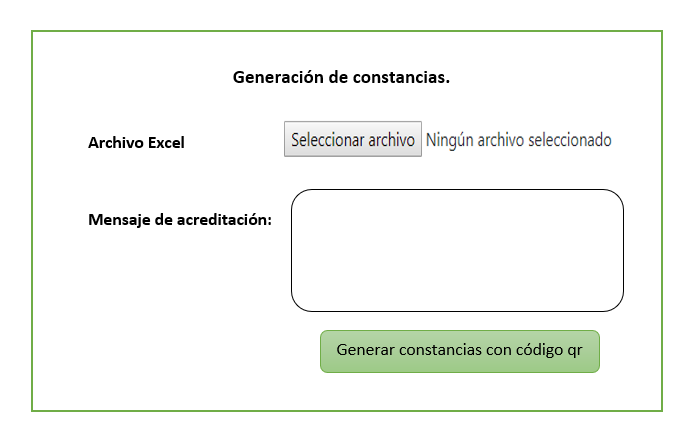 Generación de constancias.
Archivo Excel
Seleccionar archivo Ningún archivo seleccionado
Mensaje de acreditación:
Generar constancias con código qr